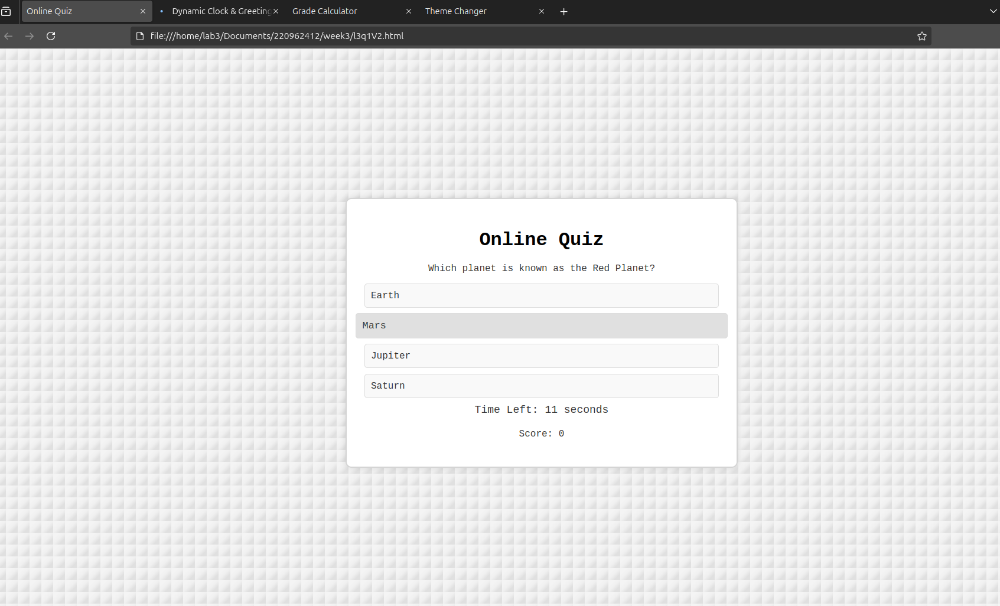 Online Quiz
Dynamic Clock & Greeting
Grade Calculator
Theme Changer
file:///home/lab3/Documents/220962412/week3/l3q1V2.html
Online Quiz
Which planet is known as the Red Planet?
Earth
Mars
Jupiter
Saturn
Time Left: 11 seconds
Score: 0